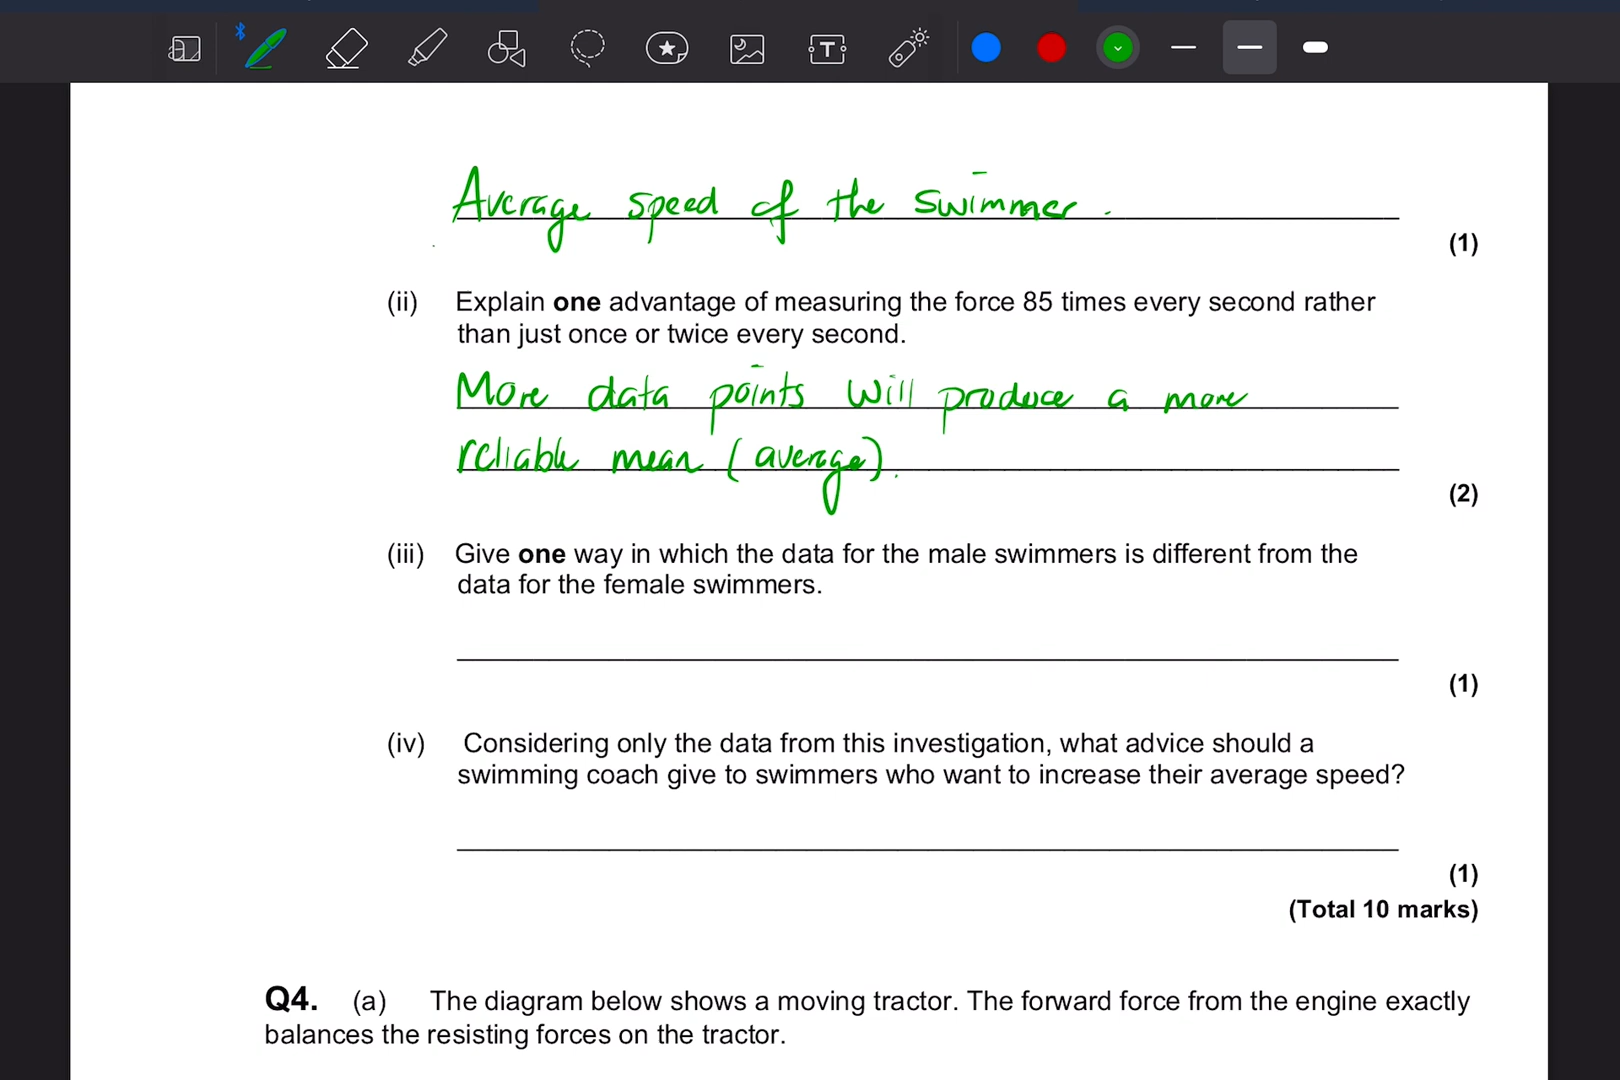 Average speed of the swimmer.
(1)
(ii) Explain one advantage of measuring the force 85 times every second rather
than just once or twice every second.
More data points will produce a more
reliable mean (average).
(2)
(iii) Give one way in which the data for the male swimmers is different from the
data for the female swimmers.
(1)
(iv) Considering only the data from this investigation, what advice should a
swimming coach give to swimmers who want to increase their average speed?
(1)
(Total 10 marks)
Q4. (a) The diagram below shows a moving tractor. The forward force from the engine exactly
balances the resisting forces on the tractor.